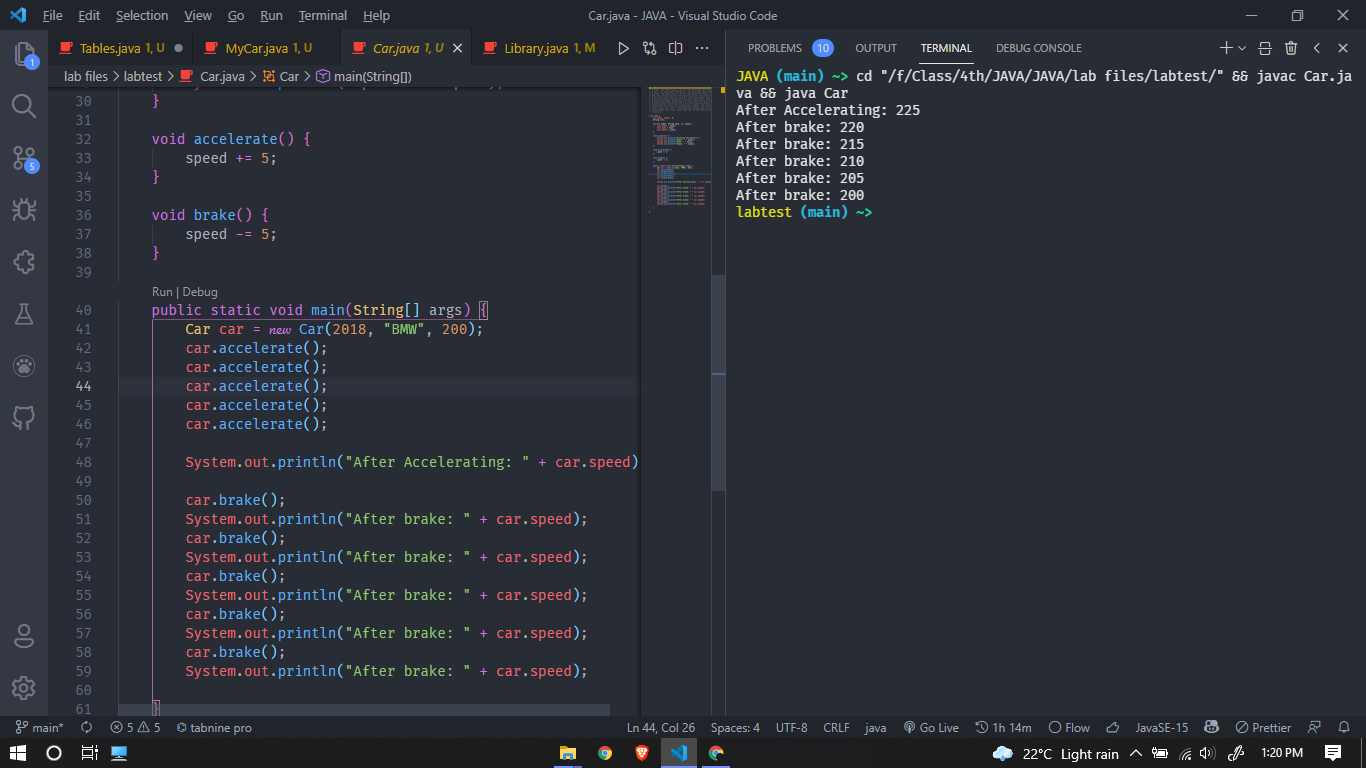 File Edit Selection View Go Run Terminal Help
Car.java - JAVA - Visual Studio Code
Tables.java 1, U
MyCar.java 1, U
Car.java 1, U
Library.java 1, M
lab files > labtest > Car.java > Car > main(String[])
30 }
31
32 void accelerate() {
33 speed += 5;
34 }
35
36 void brake() {
37 speed -= 5;
38 }
39
Run | Debug
40 public static void main(String[] args) {
41 Car car = new Car(2018, "BMW", 200);
42 car.accelerate();
43 car.accelerate();
44 car.accelerate();
45 car.accelerate();
46 car.accelerate();
47
48 System.out.println("After Accelerating: " + car.speed)
49
50 car.brake();
51 System.out.println("After brake: " + car.speed);
52 car.brake();
53 System.out.println("After brake: " + car.speed);
54 car.brake();
55 System.out.println("After brake: " + car.speed);
56 car.brake();
57 System.out.println("After brake: " + car.speed);
58 car.brake();
59 System.out.println("After brake: " + car.speed);
60
61 }
PROBLEMS 10 OUTPUT TERMINAL DEBUG CONSOLE
JAVA (main) ~> cd "/f/Class/4th/JAVA/JAVA/lab files/labtest/" && javac Car.ja
va && java Car
After Accelerating: 225
After brake: 220
After brake: 215
After brake: 210
After brake: 205
After brake: 200
labtest (main) ~>
1
5
main* 5 5 tabnine pro
Ln 44, Col 26 Spaces: 4 UTF-8 CRLF java Go Live 1h 14m Flow JavaSE-15 Prettier
22°C Light rain 1:20 PM